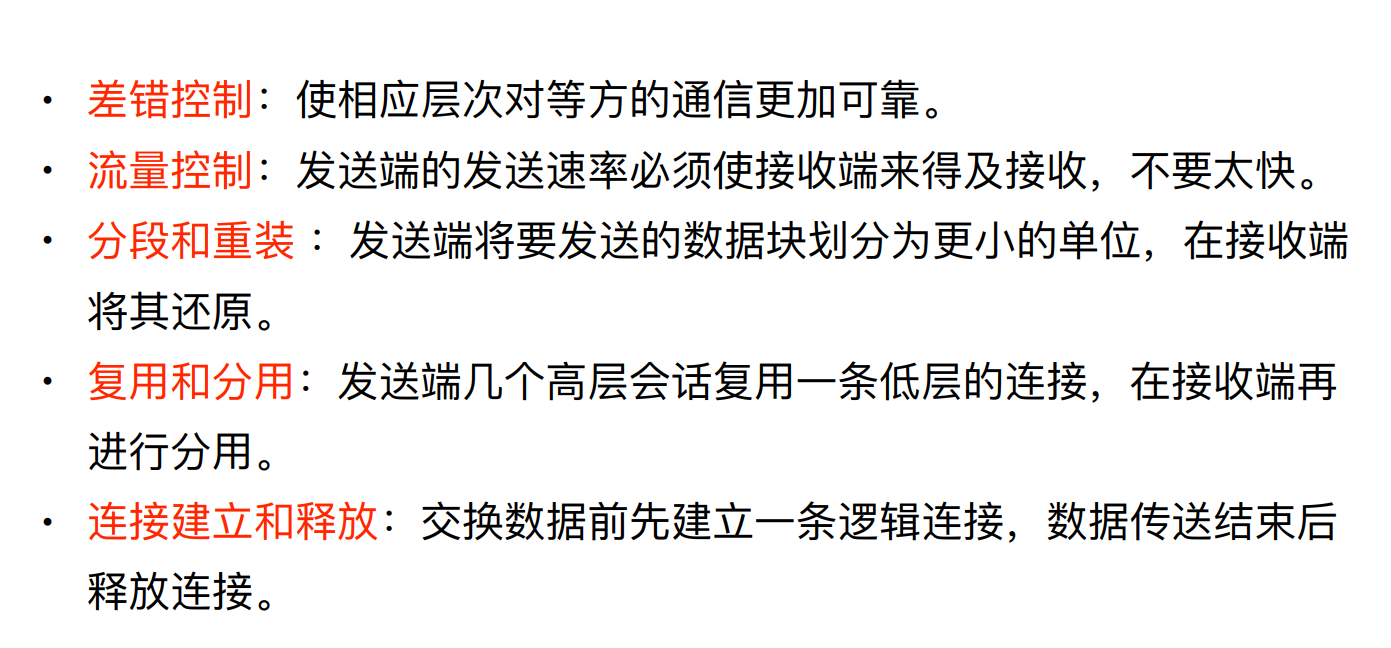 • 差错控制：使相应层次对等方的通信更加可靠。
• 流量控制：发送端的发送速率必须使接收端来得及接收，不要太快。
• 分段和重装 ：发送端将要发送的数据块划分为更小的单位，在接收端
将其还原。
• 复用和分用：发送端几个高层会话复用一条低层的连接，在接收端再
进行分用。
• 连接建立和释放：交换数据前先建立一条逻辑连接，数据传送结束后
释放连接。